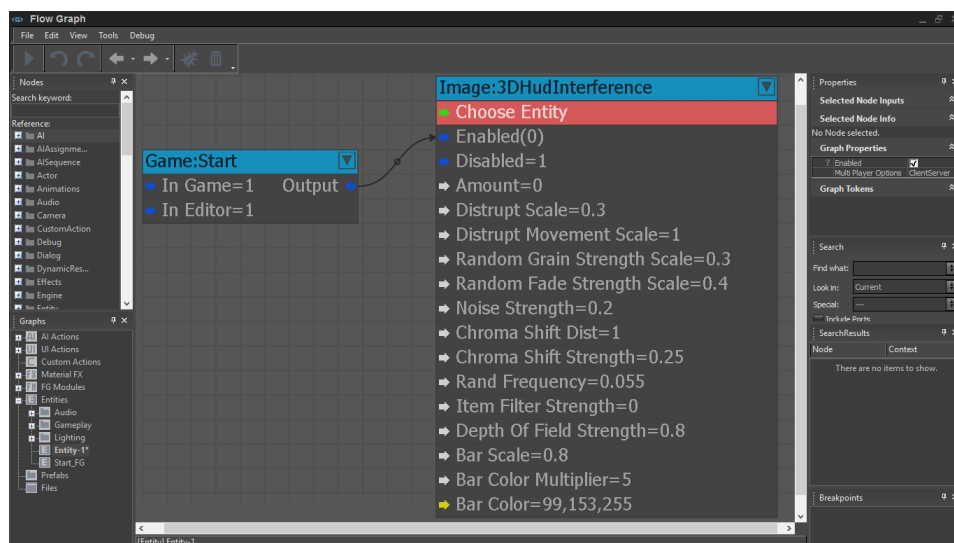 Flow Graph
File Edit View Tools Debug
Nodes
Search keyword:
Reference:
AI
AIAssignme...
AISequence
Actor
Animations
Audio
Camera
CustomAction
Debug
Dialog
DynamicRes...
Effects
Engine
Entity
Graphs
AI Actions
UI Actions
Custom Actions
Material FX
FG Modules
Entities
Audio
Gameplay
Lighting
Entity-1*
Start_FG
Prefabs
Files
Game:Start
In Game=1 Output
In Editor=1
Image:3DHudInterference
Choose Entity
Enabled(0)
Disabled=1
Amount=0
Distrupt Scale=0.3
Distrupt Movement Scale=1
Random Grain Strength Scale=0.3
Random Fade Strength Scale=0.4
Noise Strength=0.2
Chroma Shift Dist=1
Chroma Shift Strength=0.25
Rand Frequency=0.055
Item Filter Strength=0
Depth Of Field Strength=0.8
Bar Scale=0.8
Bar Color Multiplier=5
Bar Color=99,153,255
[Entity] Entity-1
Properties
Selected Node Inputs
Selected Node Info
No Node selected.
Graph Properties
? Enabled
Multi Player Options ClientServer
Graph Tokens
Search
Find what:
Look in: Current
Special: ---
Include Ports
SearchResults
Node Context
There are no items to show.
Breakpoints